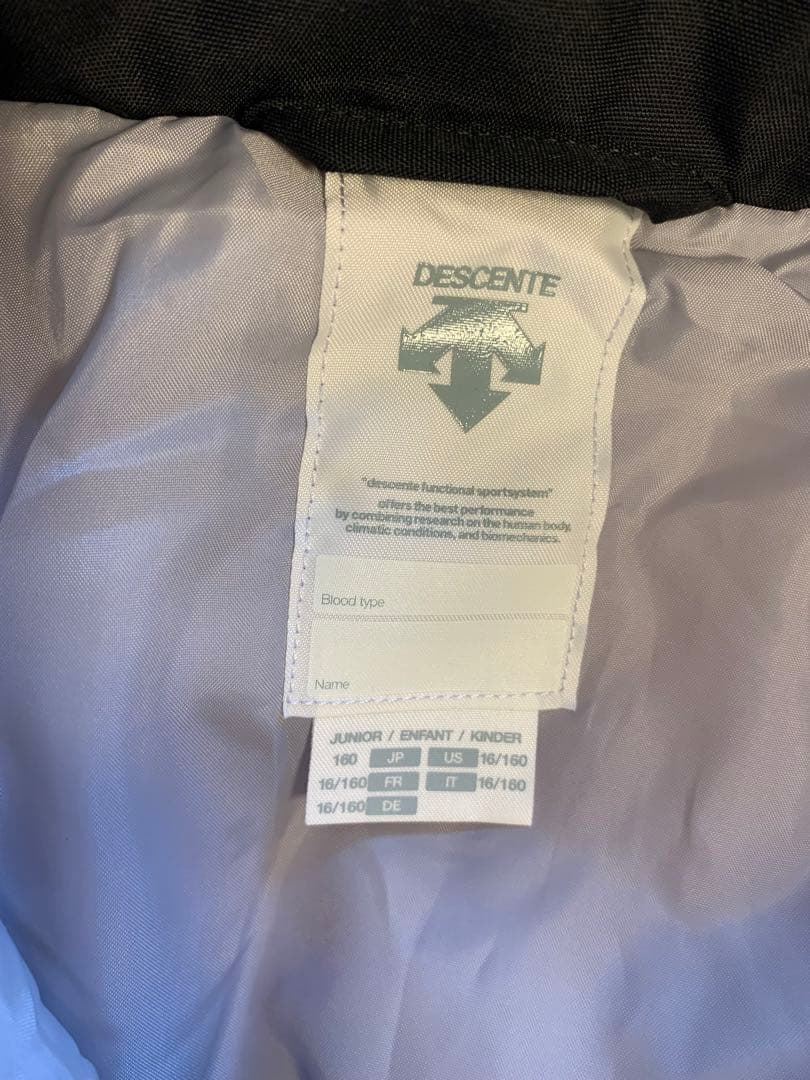 DESCENTE
"descente functional sportsystem"
offers the best performance
by combining research on the human body,
climatic conditions, and biomechanics.
Blood type
Name
JUNIOR / ENFANT / KINDER
160 JP US 16/160
16/160 FR IT 16/160
16/160 DE